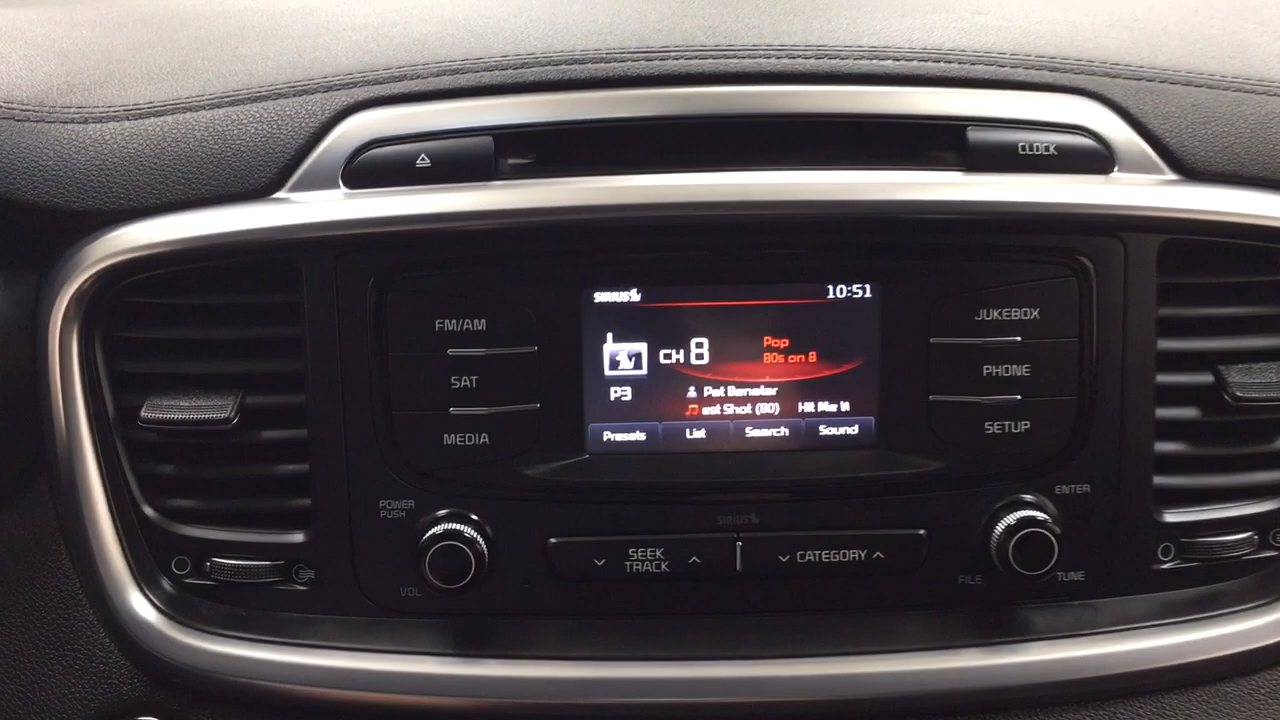 CLOCK
SIRIUS
10:51
FM/AM
SAT
MEDIA
CH 8
Pop
80s on 8
P3
Pat Benatar
est Shot (80) Hit Me W
Presets List Search Sound
JUKEBOX
PHONE
SETUP
POWER
PUSH
VOL
SIRIUS
SEEK
TRACK
CATEGORY
ENTER
FILE
TUNE